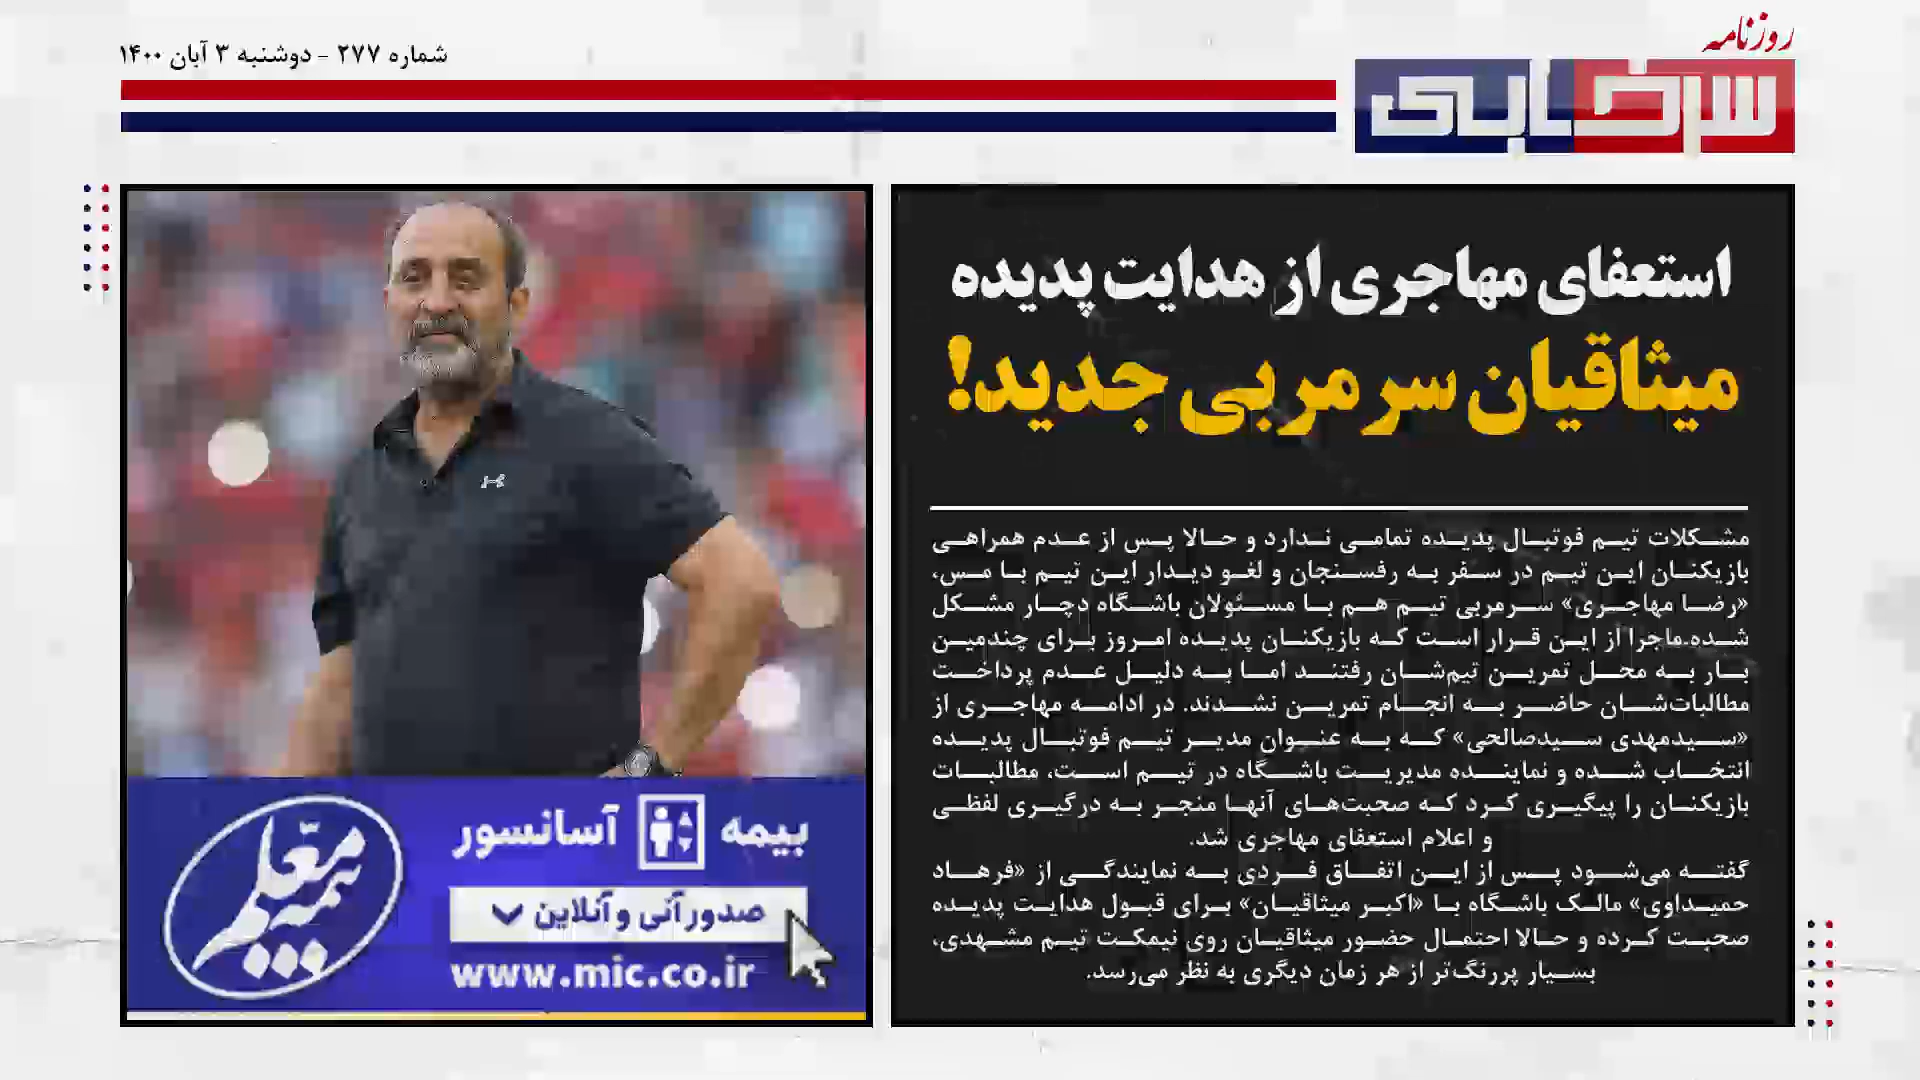 روزنامه
سرخابی
شماره ۲۷۷ - دوشنبه ۳ آبان ۱۴۰۰
استعفای مهاجری از هدایت پدیده
میثاقیان سرمربی جدید!
مشکلات تیم فوتبال پدیده تمامی ندارد و حالا پس از عدم همراهی
بازیکنان این تیم در سفر به رفسنجان و لغو دیدار این تیم با مس،
«رضا مهاجری» سرمربی تیم هم با مسئولان باشگاه دچار مشکل
شده.ماجرا از این قرار است که بازیکنان پدیده امروز برای چندمین
بار به محل تمرین تیم‌شان رفتند اما به دلیل عدم پرداخت
مطالبات‌شان حاضر به انجام تمرین نشدند. در ادامه مهاجری از
«سیدمهدی سیدصالحی» که به عنوان مدیر تیم فوتبال پدیده
انتخاب شده و نماینده مدیریت باشگاه در تیم است، مطالبات
بازیکنان را پیگیری کرد که صحبت‌های آنها منجر به درگیری لفظی
و اعلام استعفای مهاجری شد.
گفته می‌شود پس از این اتفاق فردی به نمایندگی از «فرهاد
حمیداوی» مالک باشگاه با «اکبر میثاقیان» برای قبول هدایت پدیده
صحبت کرده و حالا احتمال حضور میثاقیان روی نیمکت تیم مشهدی،
بسیار پررنگ‌تر از هر زمان دیگری به نظر می‌رسد.
بیمه آسانسور
صدور آنی و آنلاین
www.mic.co.ir
بیمه معلم